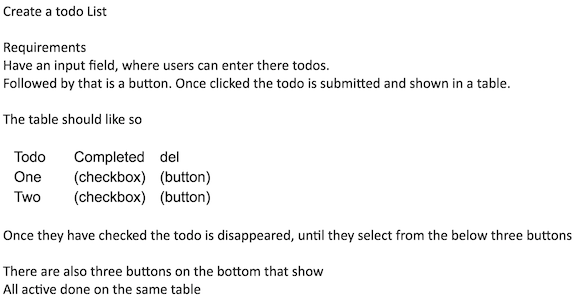 Create a todo List
Requirements
Have an input field, where users can enter there todos.
Followed by that is a button. Once clicked the todo is submitted and shown in a table.
The table should like so
Todo Completed del
One (checkbox) (button)
Two (checkbox) (button)
Once they have checked the todo is disappeared, until they select from the below three buttons
There are also three buttons on the bottom that show
All active done on the same table